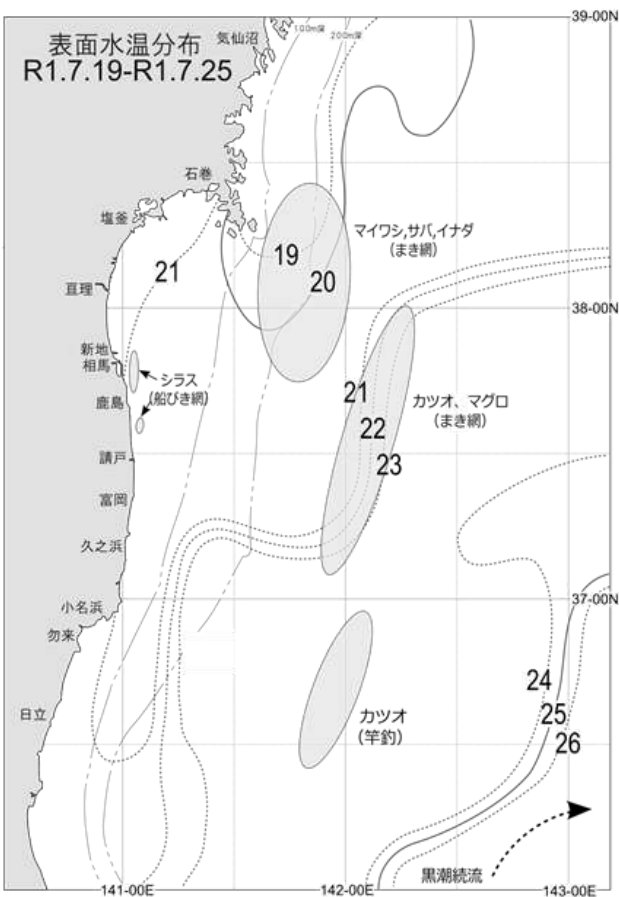 表面水温分布
R1.7.19-R1.7.25
気仙沼
100m深
200m深
39-00N
石巻
塩釜
亘理
新地
相馬
鹿島
請戸
富岡
久之浜
小名浜
勿来
日立
マイワシ,サバ,イナダ
(まき網)
38-00N
シラス
(船びき網)
カツオ、マグロ
(まき網)
カツオ
(竿釣)
37-00N
19
20
21
21
22
23
24
25
26
黒潮続流
141-00E
142-00E
143-00E